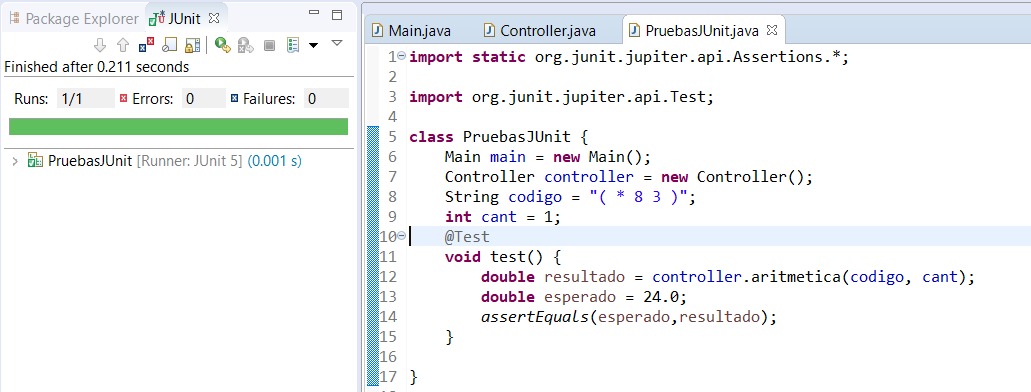 Package Explorer JUnit
Finished after 0.211 seconds
Runs: 1/1 Errors: 0 Failures: 0
PruebasJUnit [Runner: JUnit 5] (0.001 s)
Main.java Controller.java PruebasJUnit.java
1 import static org.junit.jupiter.api.Assertions.*;
2
3 import org.junit.jupiter.api.Test;
4
5 class PruebasJUnit {
6 Main main = new Main();
7 Controller controller = new Controller();
8 String codigo = "( * 8 3 )";
9 int cant = 1;
10 @Test
11 void test() {
12 double resultado = controller.aritmetica(codigo, cant);
13 double esperado = 24.0;
14 assertEquals(esperado,resultado);
15 }
16
17 }